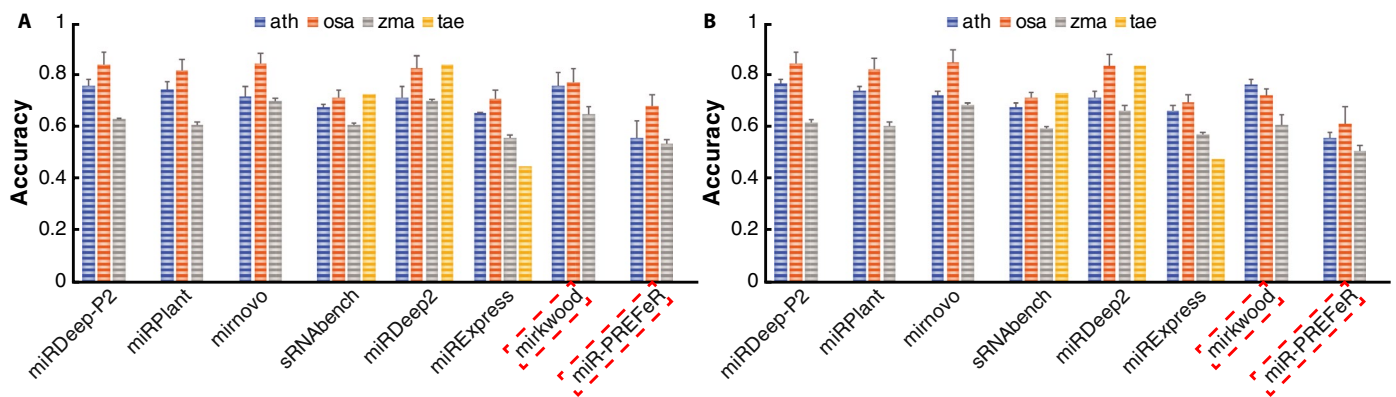 A
ath osa zma tae
Accuracy
1
0.8
0.6
0.4
0.2
0
miRDeep-P2
miRPlant
mirnovo
sRNAbench
miRDeep2
miRExpress
mirkwood
miR-PREFeR
B
ath osa zma tae
Accuracy
1
0.8
0.6
0.4
0.2
0
miRDeep-P2
miRPlant
mirnovo
sRNAbench
miRDeep2
miRExpress
mirkwood
miR-PREFeR